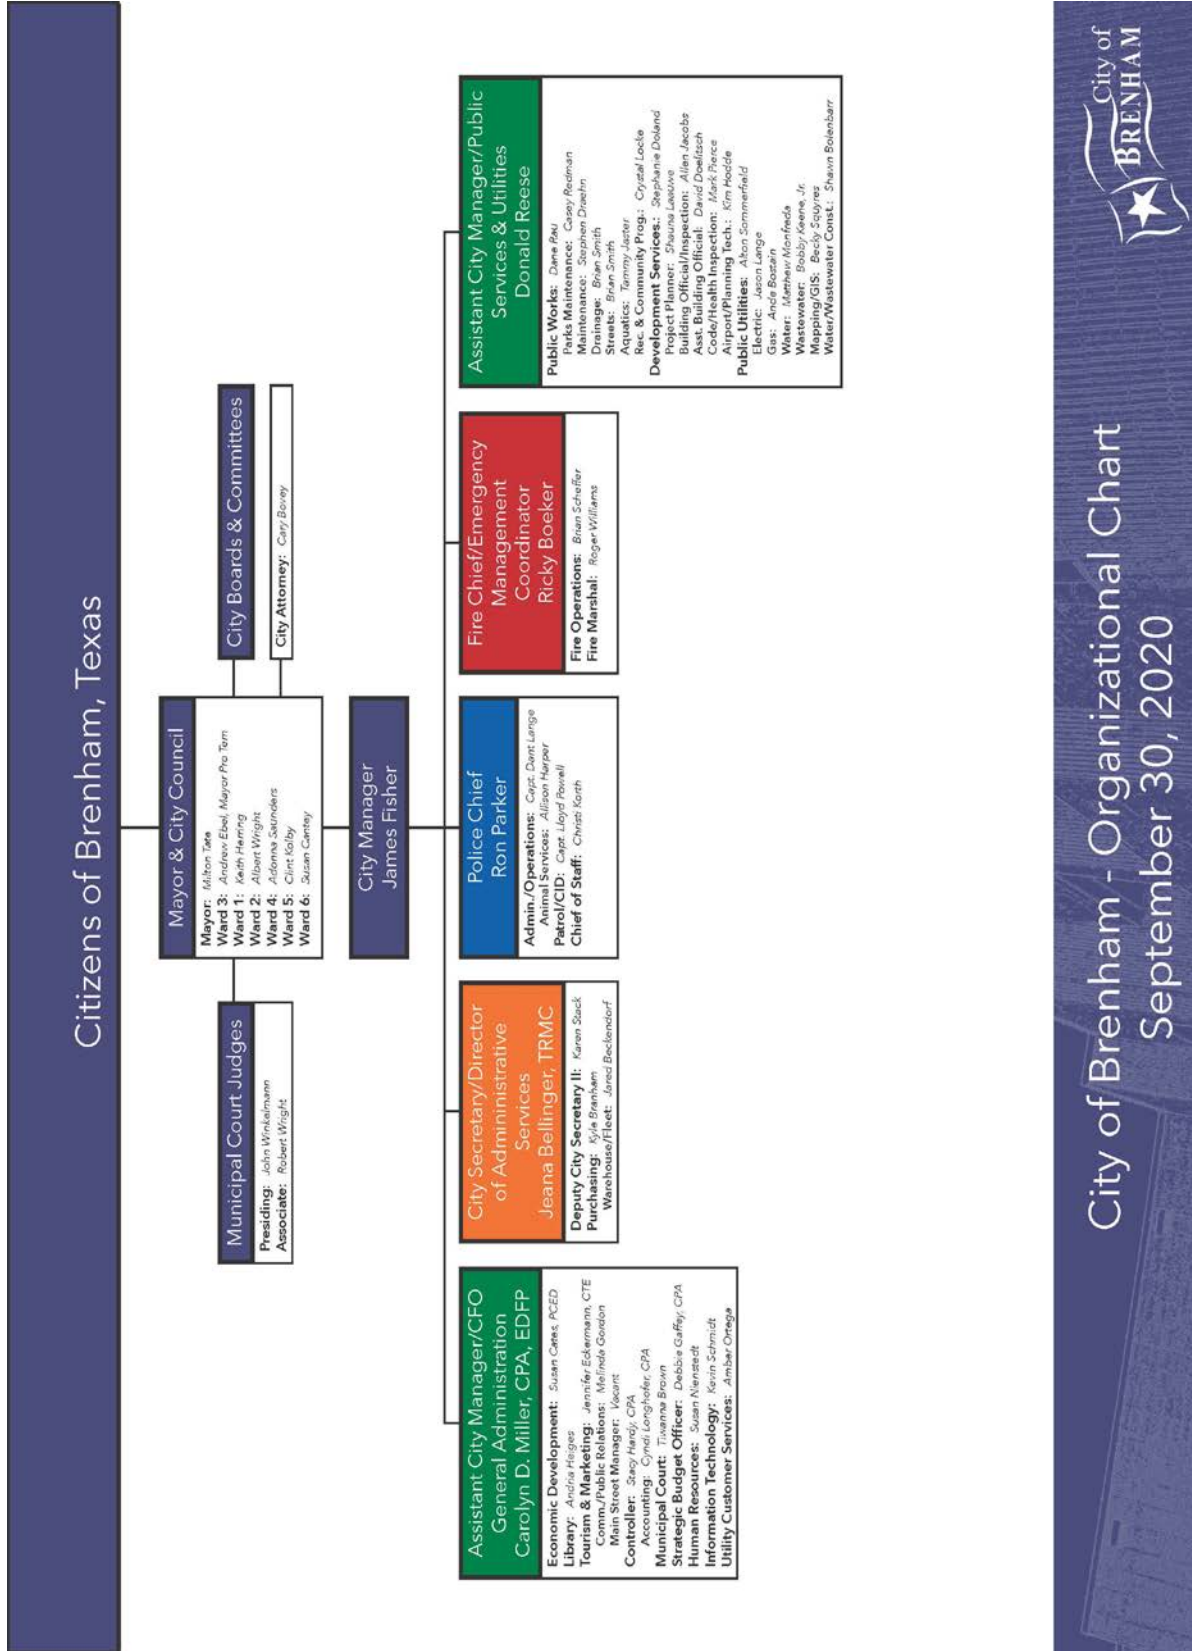 Citizens of Brenham, Texas
Mayor & City Council
Mayor: Milton Tate
Ward 3: Andrew Ebel, Mayor Pro Tem
Ward 1: Keith Herring
Ward 2: Albert Wright
Ward 4: Adonna Saunders
Ward 5: Clint Kolby
Ward 6: Susan Cantey
Municipal Court Judges
Presiding: John Winkelmann
Associate: Robert Wright
City Boards & Committees
City Attorney: Cary Bovey
City Manager
James Fisher
Assistant City Manager/CFO
General Administration
Carolyn D. Miller, CPA, EDFP
Economic Development: Susan Cates, PCED
Library: Andria Heiges
Tourism & Marketing: Jennifer Eckermann, CTE
Comm./Public Relations: Melinda Gordon
Main Street Manager: Vacant
Controller: Stacy Hardy, CPA
Accounting: Cyndi Longhofer, CPA
Municipal Court: Tiwanna Brown
Strategic Budget Officer: Debbie Gaffey, CPA
Human Resources: Susan Nienstedt
Information Technology: Kevin Schmidt
Utility Customer Services: Amber Ortega
City Secretary/Director
of Admininistrative
Services
Jeana Bellinger, TRMC
Deputy City Secretary II: Karen Stack
Purchasing: Kyle Branham
Warehouse/Fleet: Jared Beckendorf
Police Chief
Ron Parker
Admin./Operations: Capt. Dant Lange
Animal Services: Allison Harper
Patrol/CID: Capt. Lloyd Powell
Chief of Staff: Christi Korth
Fire Chief/Emergency
Management
Coordinator
Ricky Boeker
Fire Operations: Brian Scheffer
Fire Marshal: Roger Williams
Assistant City Manager/Public
Services & Utilities
Donald Reese
Public Works: Dane Rau
Parks Maintenance: Casey Redman
Maintenance: Stephen Draehn
Drainage: Brian Smith
Streets: Brian Smith
Aquatics: Tammy Jaster
Rec. & Community Prog.: Crystal Locke
Development Services.: Stephanie Doland
Project Planner: Shauna Laauwe
Building Official/Inspection: Allen Jacobs
Asst. Building Official: David Doelitsch
Code/Health Inspection: Mark Pierce
Airport/Planning Tech.: Kim Hodde
Public Utilities: Alton Sommerfield
Electric: Jason Lange
Gas: Ande Bostain
Water: Matthew Monfreda
Wastewater: Bobby Keene, Jr.
Mapping/GIS: Becky Squyres
Water/Wastewater Const.: Shawn Bolenbarr
City of Brenham - Organizational Chart
September 30, 2020
City of
BRENHAM